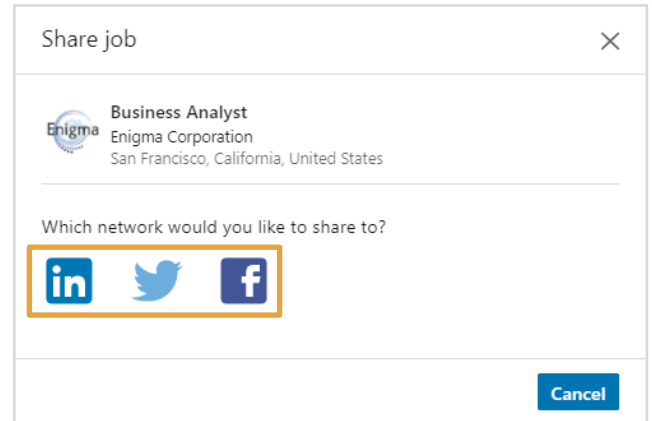 Share job
Enigma
Business Analyst
Enigma Corporation
San Francisco, California, United States
Which network would you like to share to?
in
f
Cancel